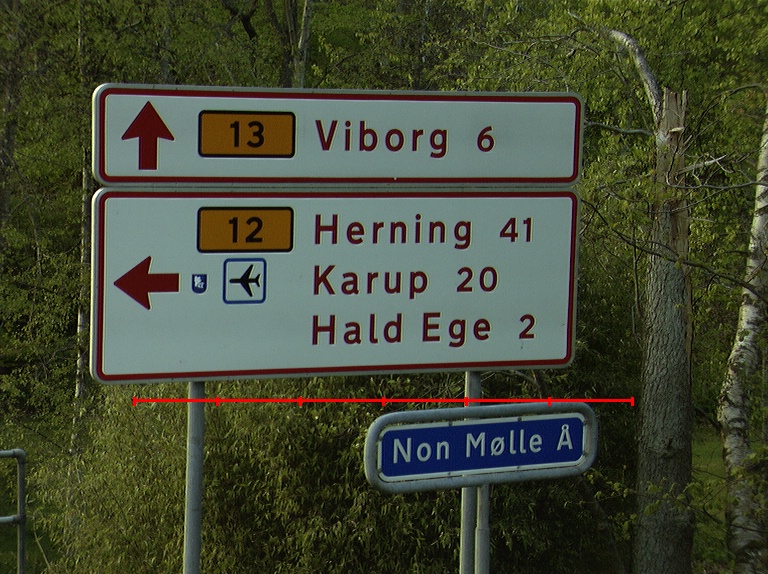 13 Viborg 6
12 Herning 41
Karup 20
Hald Ege 2
Non Mølle Å